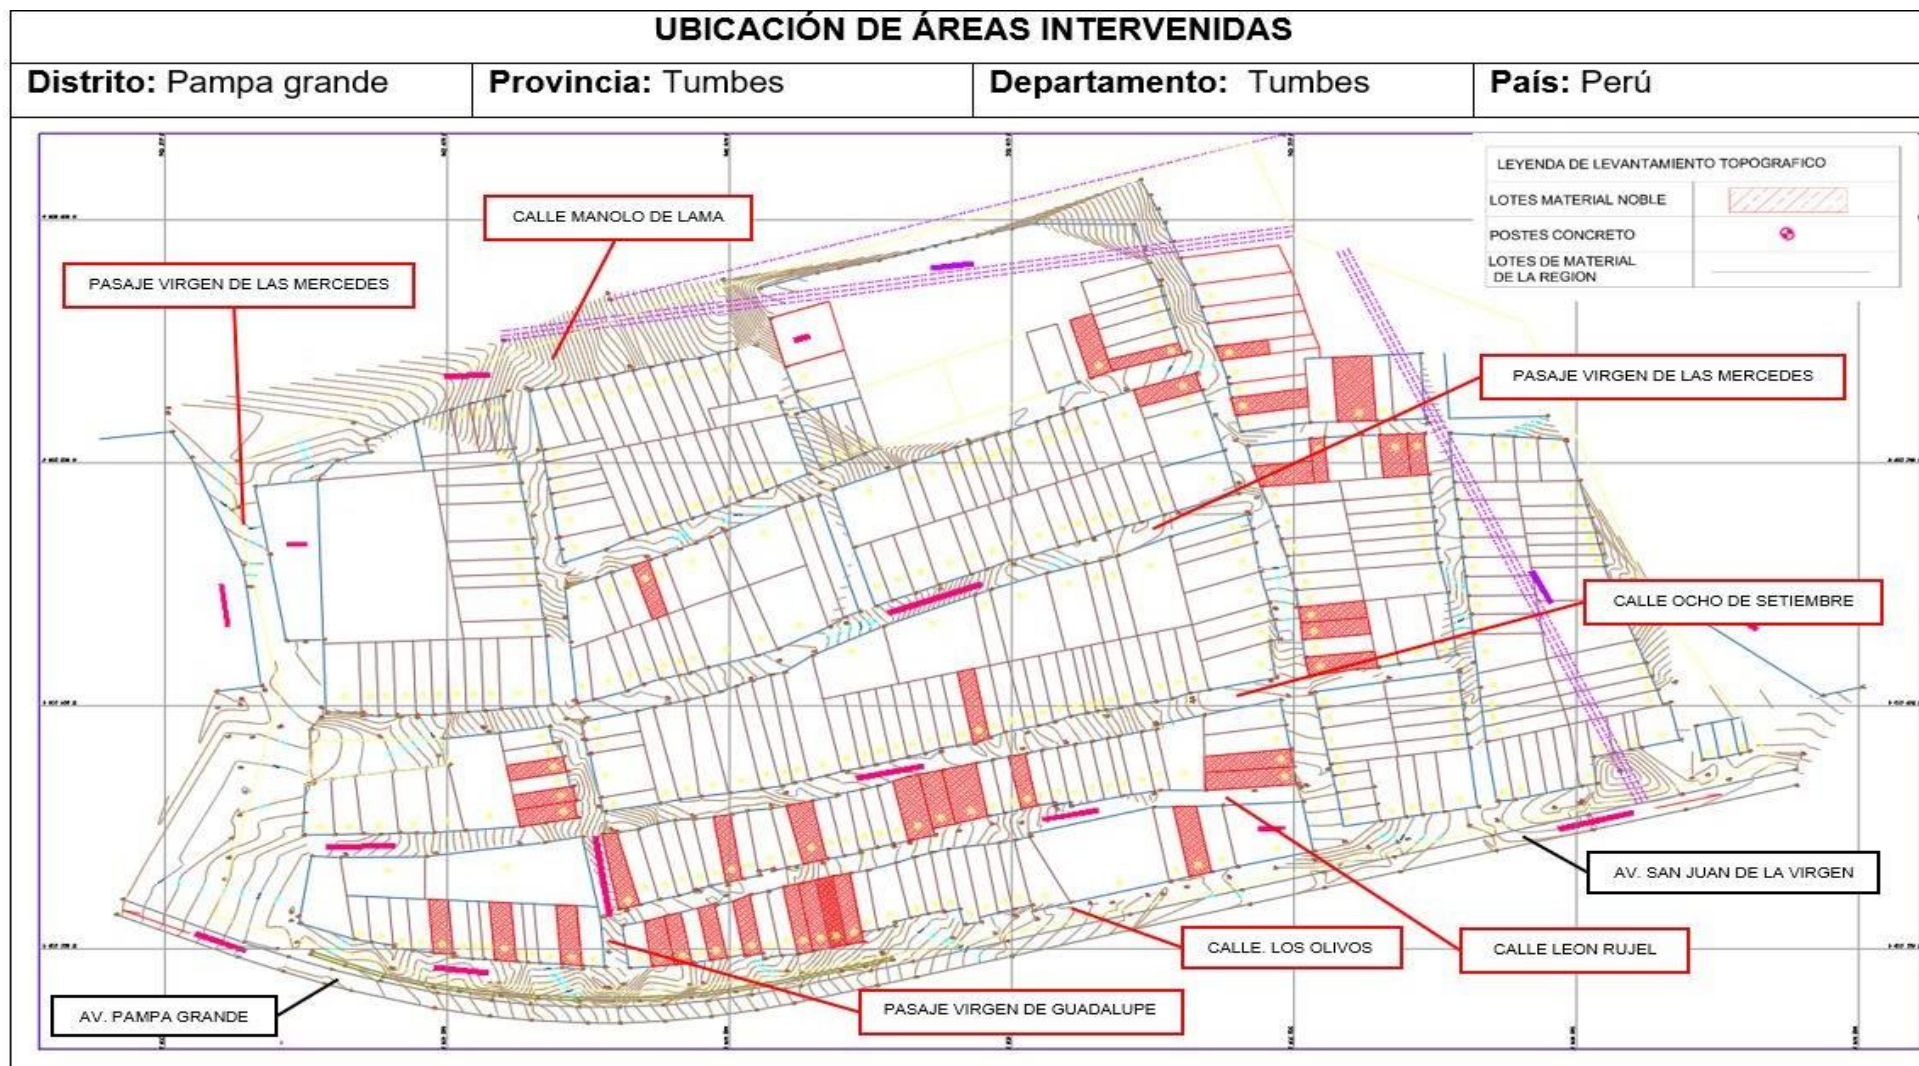 UBICACIÓN DE ÁREAS INTERVENIDAS
Distrito: Pampa grande
Provincia: Tumbes
Departamento: Tumbes
País: Perú
LEYENDA DE LEVANTAMIENTO TOPOGRAFICO
LOTES MATERIAL NOBLE
POSTES CONCRETO
LOTES DE MATERIAL
DE LA REGION
CALLE MANOLO DE LAMA
PASAJE VIRGEN DE LAS MERCEDES
PASAJE VIRGEN DE LAS MERCEDES
CALLE OCHO DE SETIEMBRE
AV. SAN JUAN DE LA VIRGEN
CALLE. LOS OLIVOS
CALLE LEON RUJEL
PASAJE VIRGEN DE GUADALUPE
AV. PAMPA GRANDE